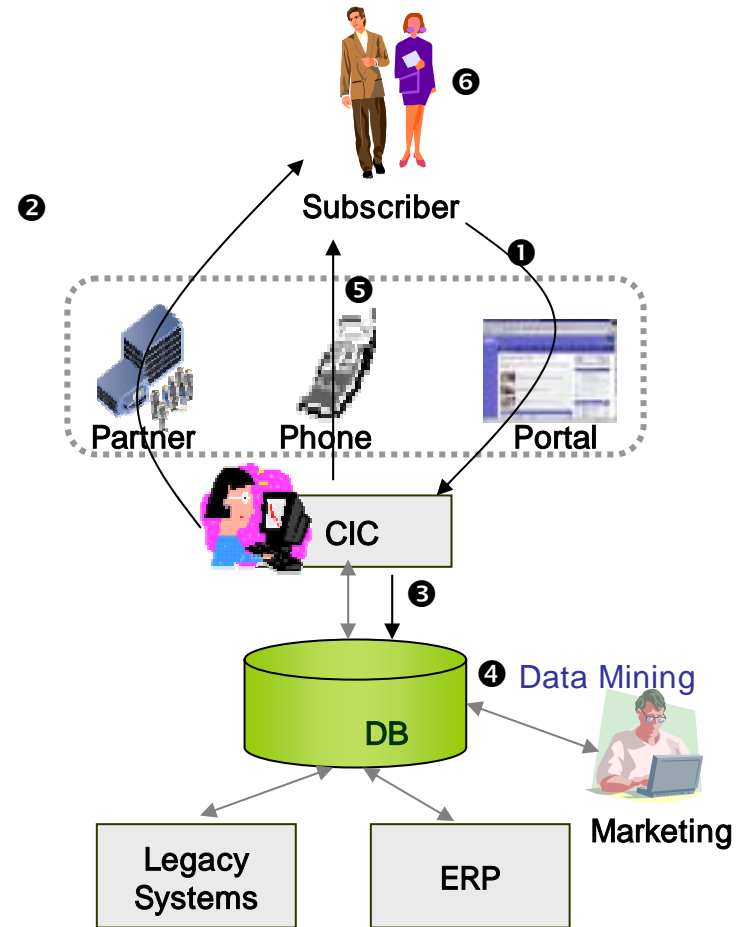 ❻
❷
Subscriber
❶
❺
Partner
Phone
Portal
CIC
❸
❹ Data Mining
DB
Marketing
Legacy
Systems
ERP